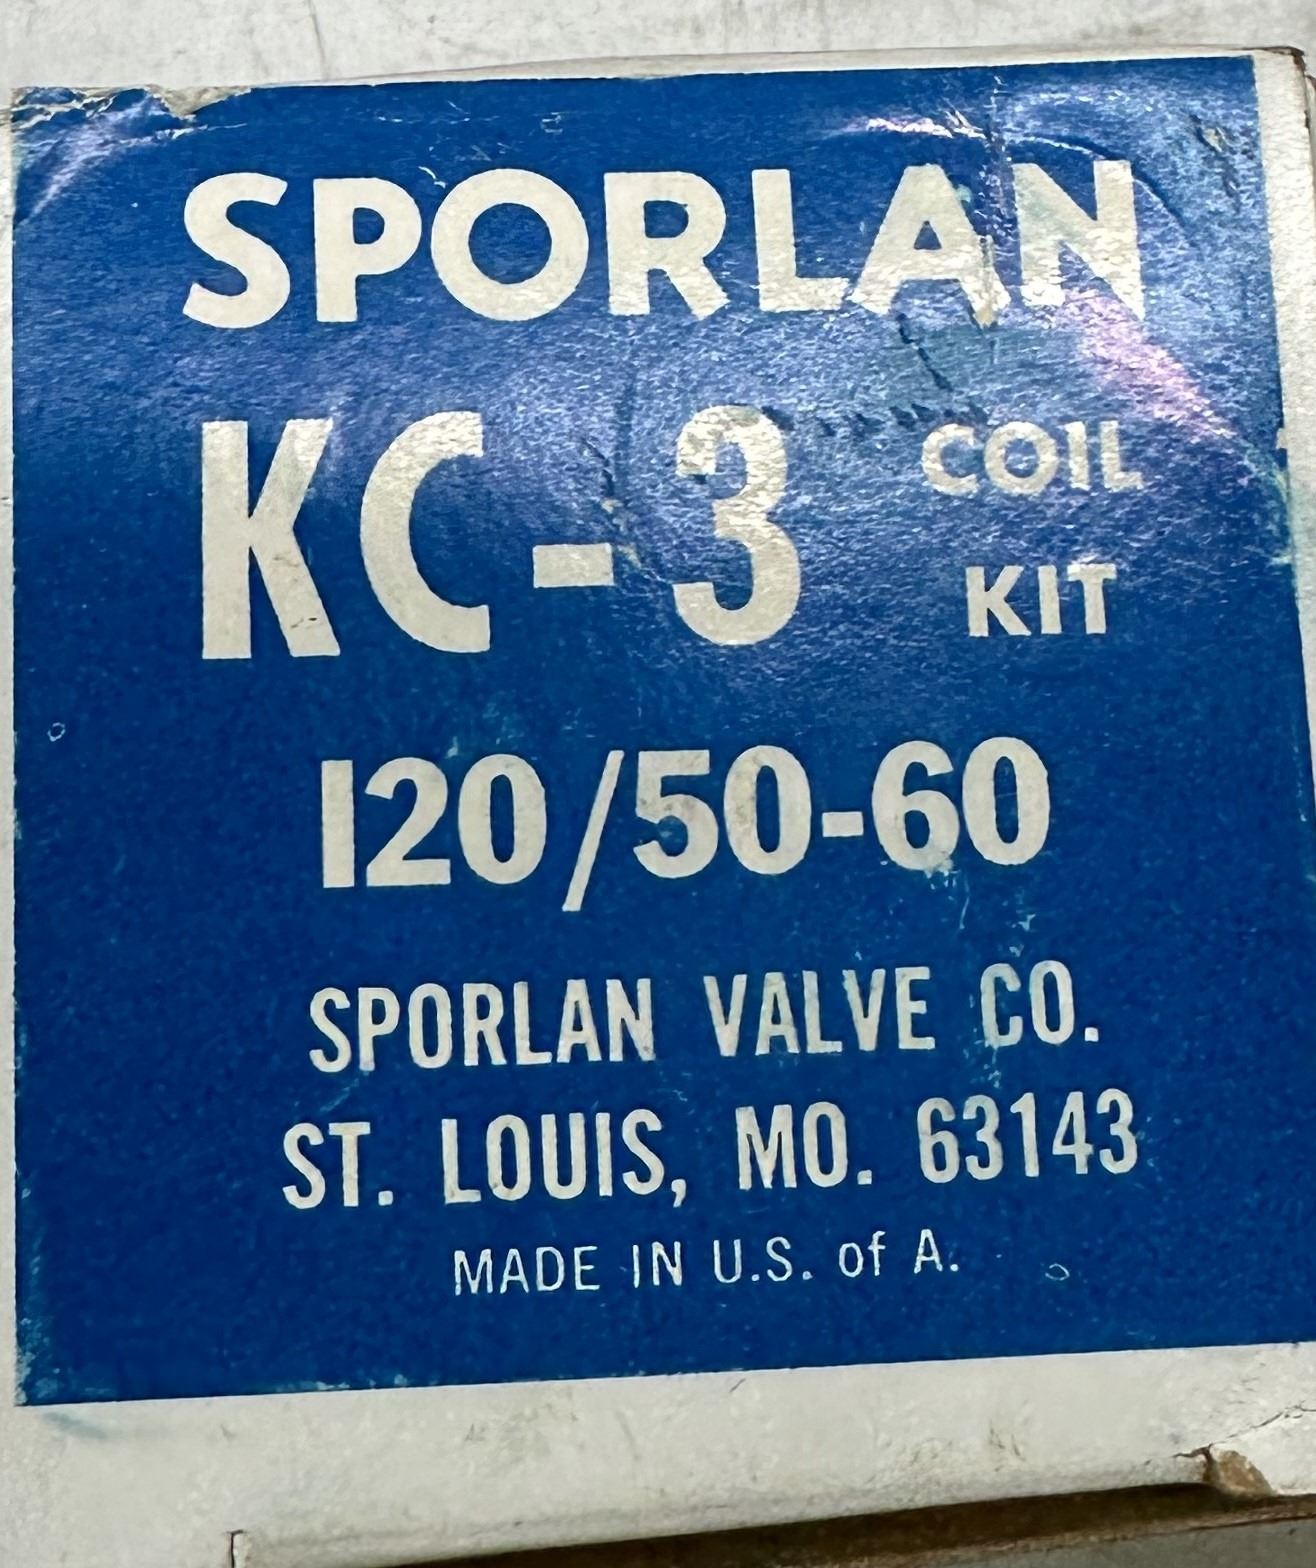 SPORLAN
KC-3 COIL
KIT
120/50-60
SPORLAN VALVE CO.
ST. LOUIS, MO. 63143
MADE IN U.S. of A.